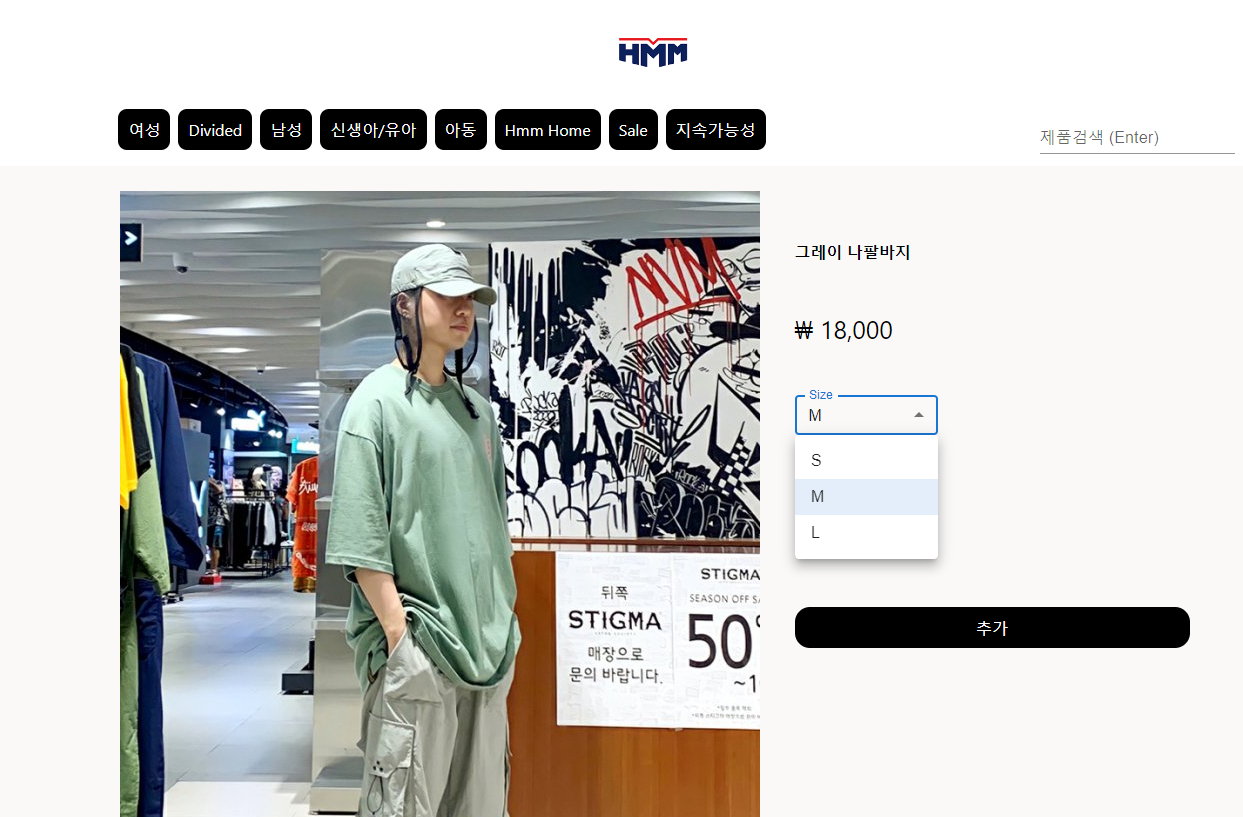 HMM
여성 Divided 남성 신생아/유아 아동 Hmm Home Sale 지속가능성
제품검색 (Enter)
그레이 나팔바지
₩ 18,000
Size
M
S
M
L
추가
NVM
뒤쪽
STIGMA
매장으로
문의 바랍니다.
STIGMA
SEASON OFF
50